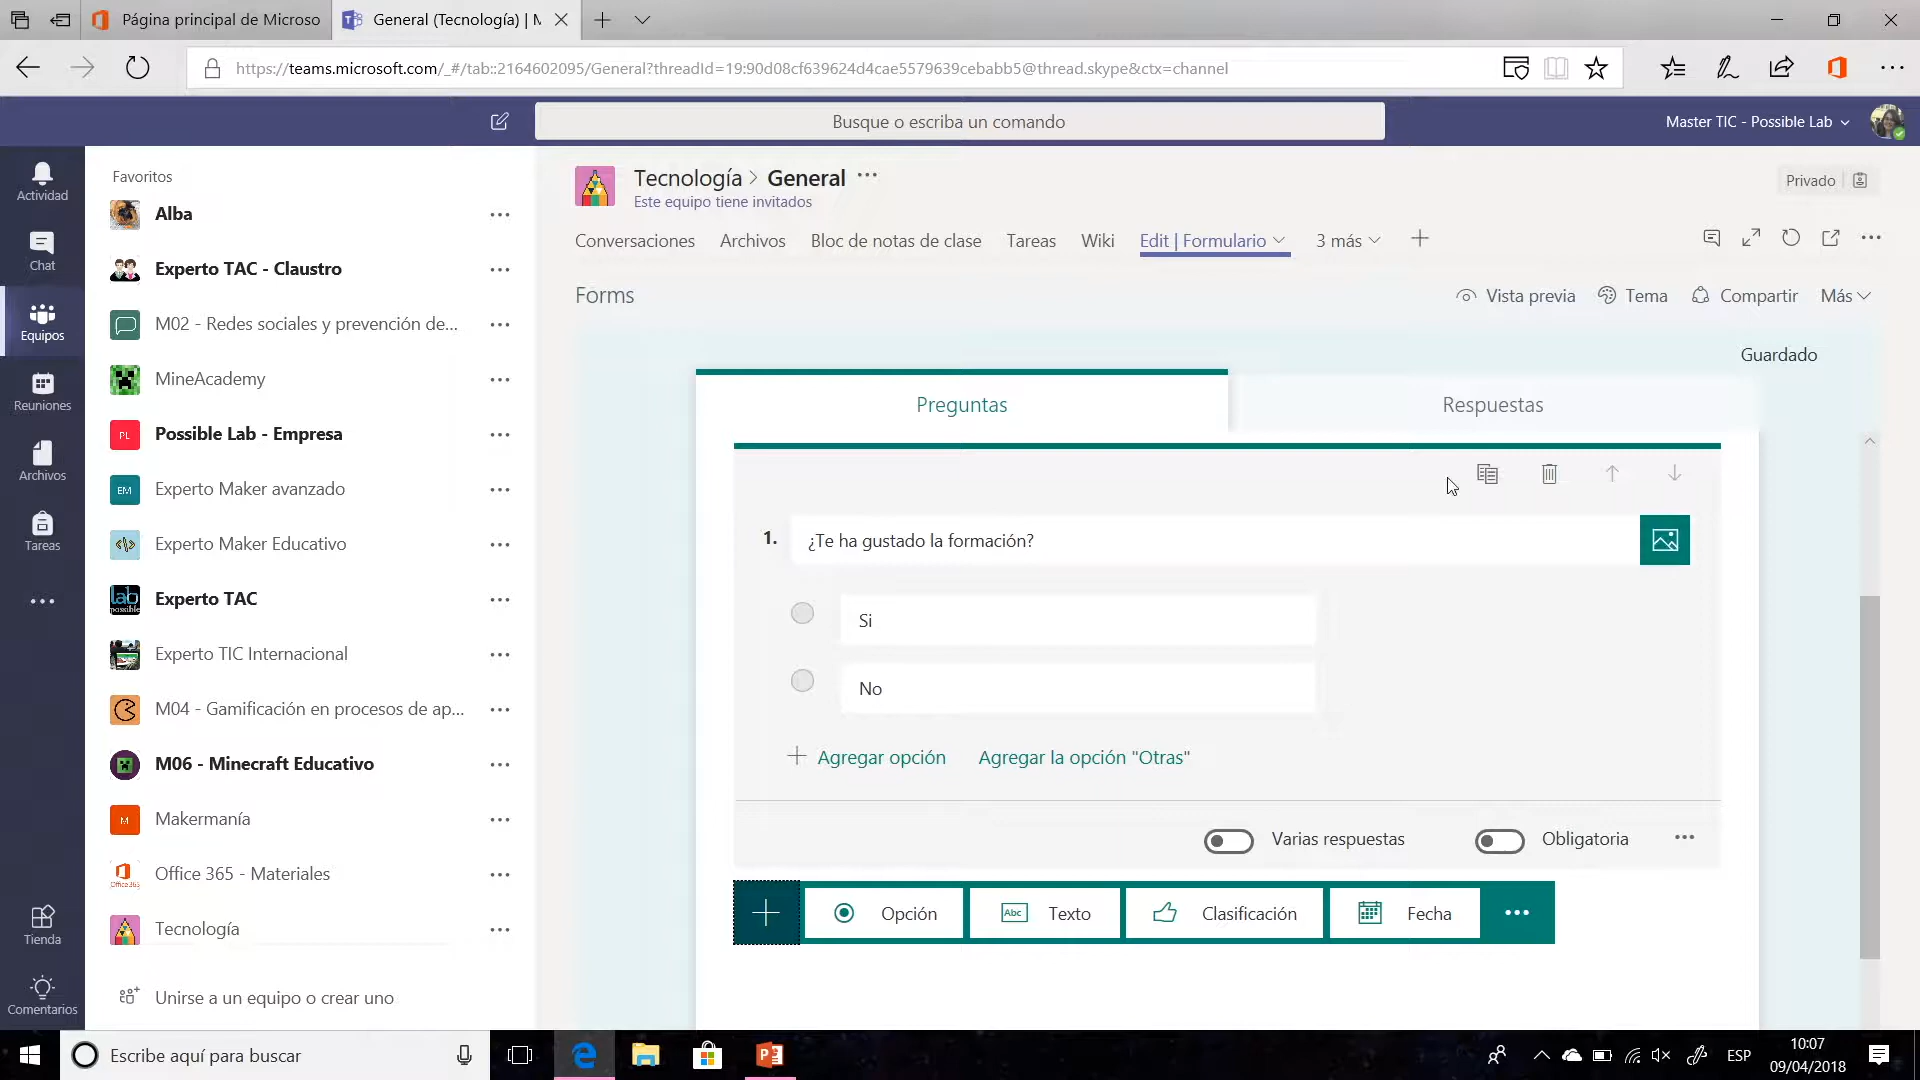 Página principal de Microso
General (Tecnología) | M
https://teams.microsoft.com/_#/tab::2164602095/General?threadId=19:90d08cf639624d4cae5579639cebabb5@thread.skype&ctx=channel
Busque o escriba un comando
Master TIC - Possible Lab
Actividad
Chat
Equipos
Reuniones
Archivos
Tareas
Tienda
Comentarios
Favoritos
Alba
Experto TAC - Claustro
M02 - Redes sociales y prevención de...
MineAcademy
PL
Possible Lab - Empresa
EM
Experto Maker avanzado
Experto Maker Educativo
lab
possible
Experto TAC
Experto TIC Internacional
M04 - Gamificación en procesos de ap...
M06 - Minecraft Educativo
M
Makermanía
Office 365
Office 365 - Materiales
Tecnología
Unirse a un equipo o crear uno
Tecnología > General
Este equipo tiene invitados
Privado
Conversaciones
Archivos
Bloc de notas de clase
Tareas
Wiki
Edit | Formulario
3 más
Forms
Vista previa
Tema
Compartir
Más
Guardado
Preguntas
Respuestas
1.
¿Te ha gustado la formación?
Si
No
Agregar opción
Agregar la opción "Otras"
Varias respuestas
Obligatoria
Opción
Abc
Texto
Clasificación
Fecha
Escribe aquí para buscar
ESP
10:07
09/04/2018